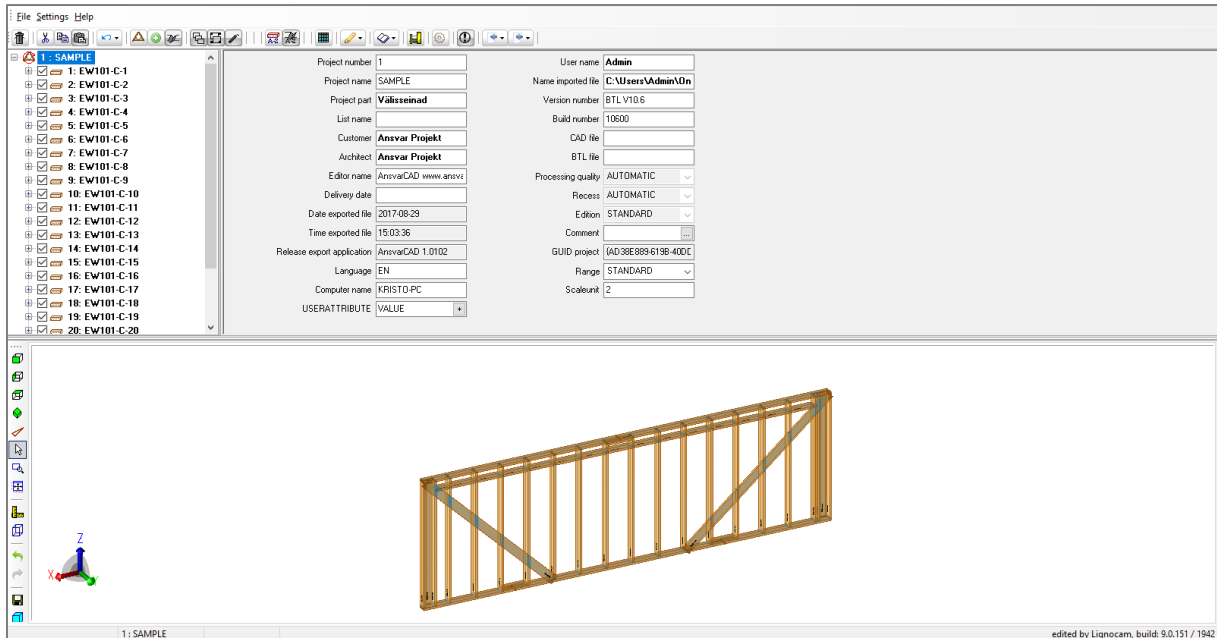 File Settings Help
1 : SAMPLE
1: EW101-C-1
2: EW101-C-2
3: EW101-C-3
4: EW101-C-4
5: EW101-C-5
6: EW101-C-6
7: EW101-C-7
8: EW101-C-8
9: EW101-C-9
10: EW101-C-10
11: EW101-C-11
12: EW101-C-12
13: EW101-C-13
14: EW101-C-14
15: EW101-C-15
16: EW101-C-16
17: EW101-C-17
18: EW101-C-18
19: EW101-C-19
20: EW101-C-20
Project number 1
Project name SAMPLE
Project part Välisseinad
List name
Customer Ansvar Projekt
Architect Ansvar Projekt
Editor name AnsvarCAD www.ansva
Delivery date
Date exported file 2017-08-29
Time exported file 15:03:36
Release export application AnsvarCAD 1.0102
Language EN
Computer name KRISTO-PC
USERATTRIBUTE VALUE +
User name Admin
Name imported file C:\Users\Admin\On
Version number BTL V10.6
Build number 10600
CAD file
BTL file
Processing quality AUTOMATIC
Recess AUTOMATIC
Edition STANDARD
Comment ...
GUID project {AD38E889-619B-40DE
Range STANDARD
Scaleunit 2
Z
X
1 : SAMPLE
edited by Lignocam, build: 9.0.151 / 1942